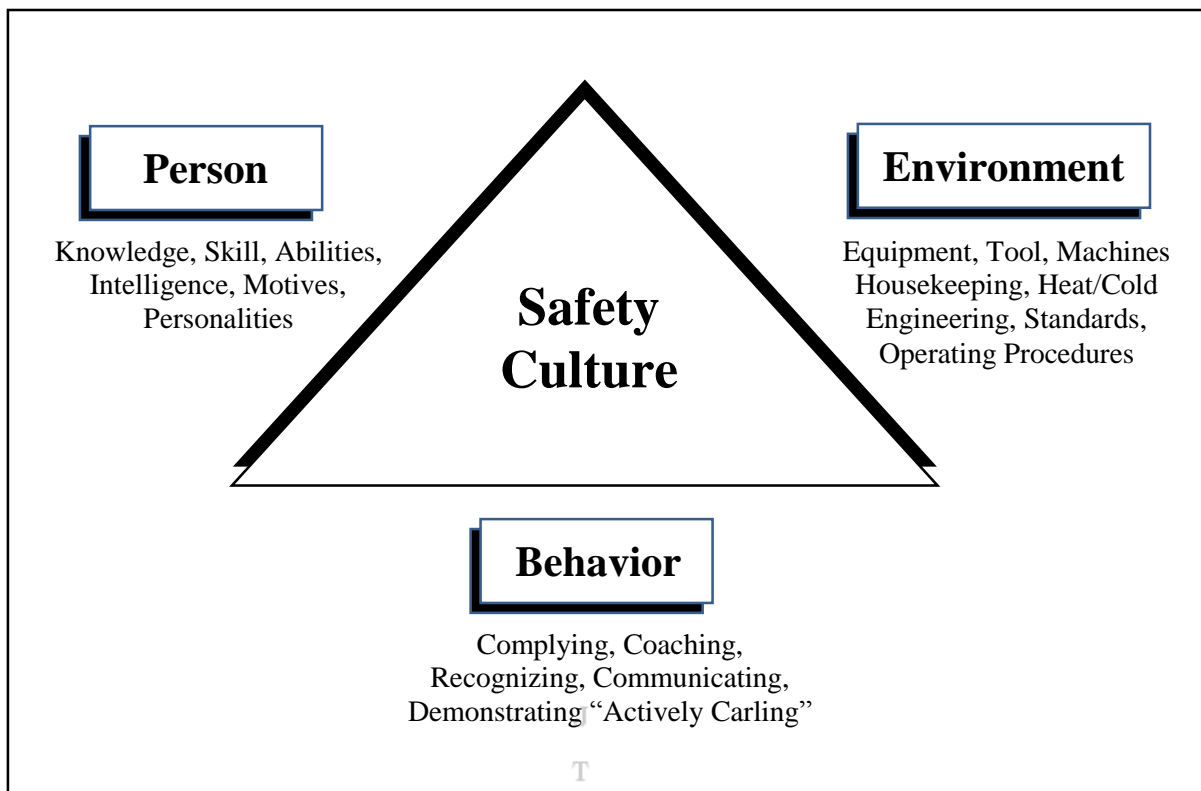 Person
Knowledge, Skill, Abilities,
Intelligence, Motives,
Personalities
Environment
Equipment, Tool, Machines
Housekeeping, Heat/Cold
Engineering, Standards,
Operating Procedures
Safety
Culture
Behavior
Complying, Coaching,
Recognizing, Communicating,
Demonstrating “Actively Carling”
T